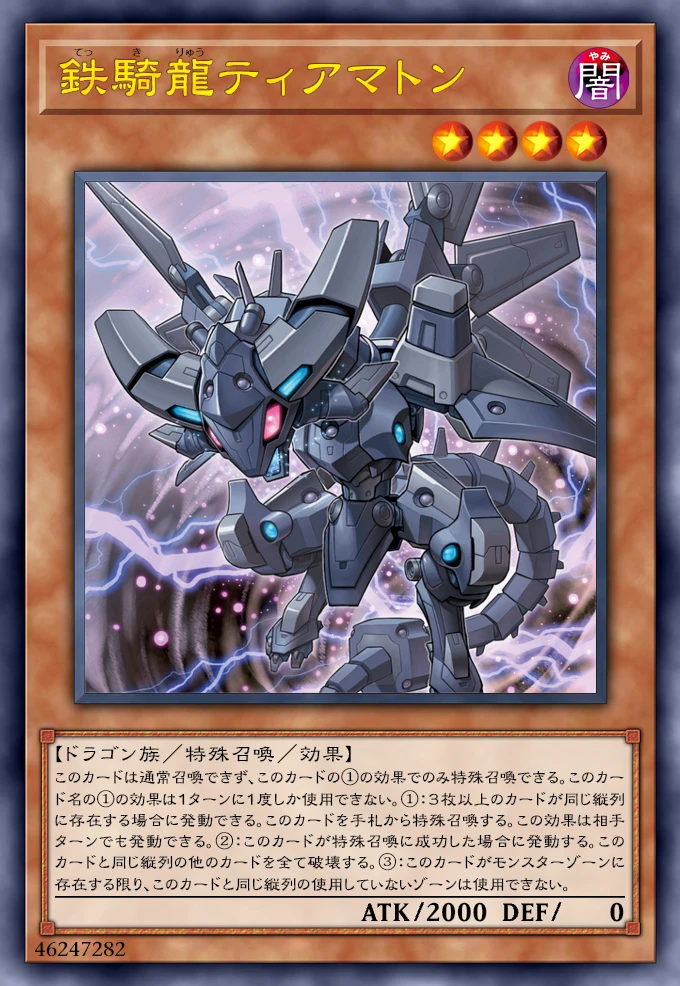 てっ き りゅう
鉄騎龍ティアマトン
やみ
闇
【ドラゴン族／特殊召喚／効果】
このカードは通常召喚できず、このカードの①の効果でのみ特殊召喚できる。このカー
ド名の①の効果は1ターンに1度しか使用できない。①:3枚以上のカードが同じ縦列
に存在する場合に発動できる。このカードを手札から特殊召喚する。この効果は相手
ターンでも発動できる。②:このカードが特殊召喚に成功した場合に発動する。この
カードと同じ縦列の他のカードを全て破壊する。③:このカードがモンスターゾーンに
存在する限り、このカードと同じ縦列の使用していないゾーンは使用できない。
ATK/2000 DEF/ 0
46247282